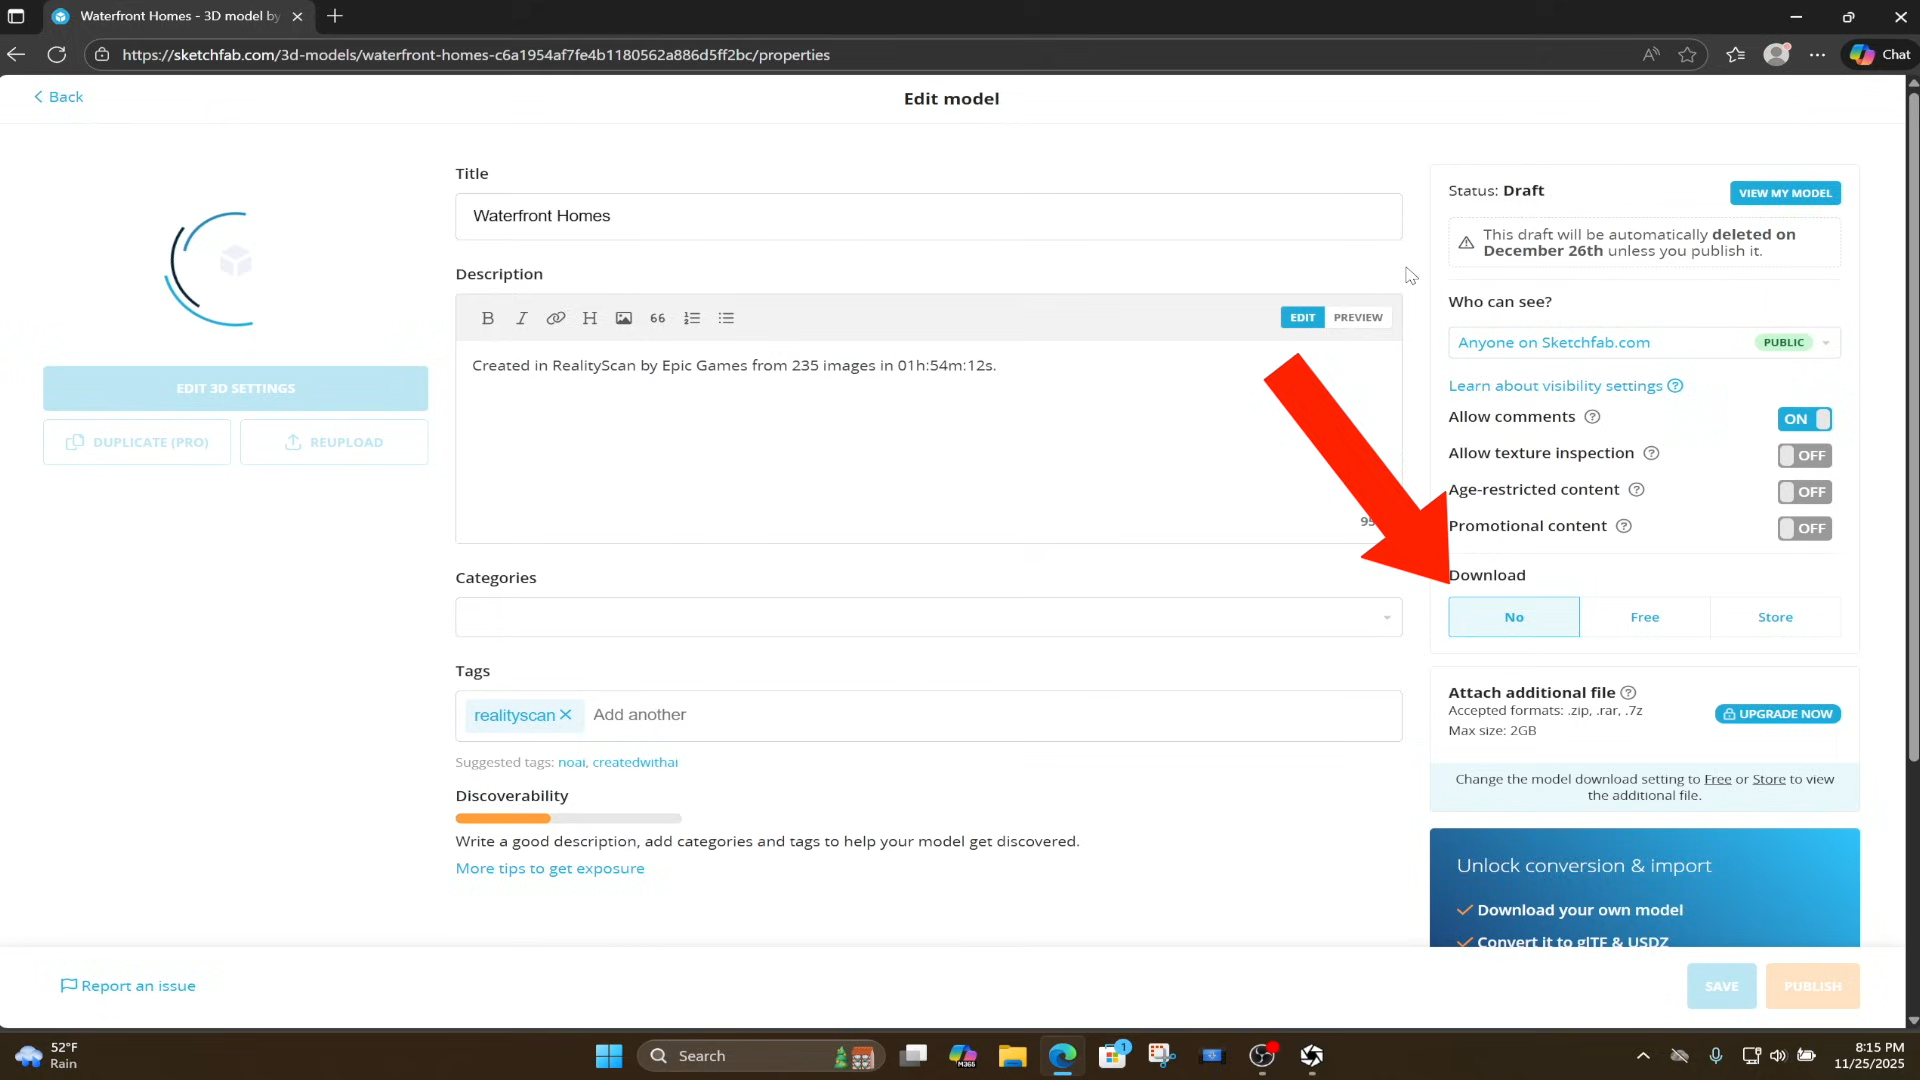 Waterfront Homes - 3D model by
https://sketchfab.com/3d-models/waterfront-homes-c6a1954af7fe4b1180562a886d5ff2bc/properties
Chat
Back
Edit model
Title
Waterfront Homes
Description
B I H 66
EDIT PREVIEW
Created in RealityScan by Epic Games from 235 images in 01h:54m:12s.
EDIT 3D SETTINGS
DUPLICATE (PRO)
REUPLOAD
Categories
Tags
realityscan
Add another
Suggested tags: noai, createdwithai
Discoverability
Write a good description, add categories and tags to help your model get discovered.
More tips to get exposure
Status: Draft
VIEW MY MODEL
This draft will be automatically deleted on
December 26th unless you publish it.
Who can see?
Anyone on Sketchfab.com
PUBLIC
Learn about visibility settings
Allow comments
ON
Allow texture inspection
OFF
Age-restricted content
OFF
Promotional content
OFF
Download
No
Free
Store
Attach additional file
Accepted formats: .zip, .rar, .7z
Max size: 2GB
UPGRADE NOW
Change the model download setting to Free or Store to view
the additional file.
Unlock conversion & import
Download your own model
Convert it to glTF & USDZ
Report an issue
SAVE
PUBLISH
52°F
Rain
Search
M365
1
8:15 PM
11/25/2025